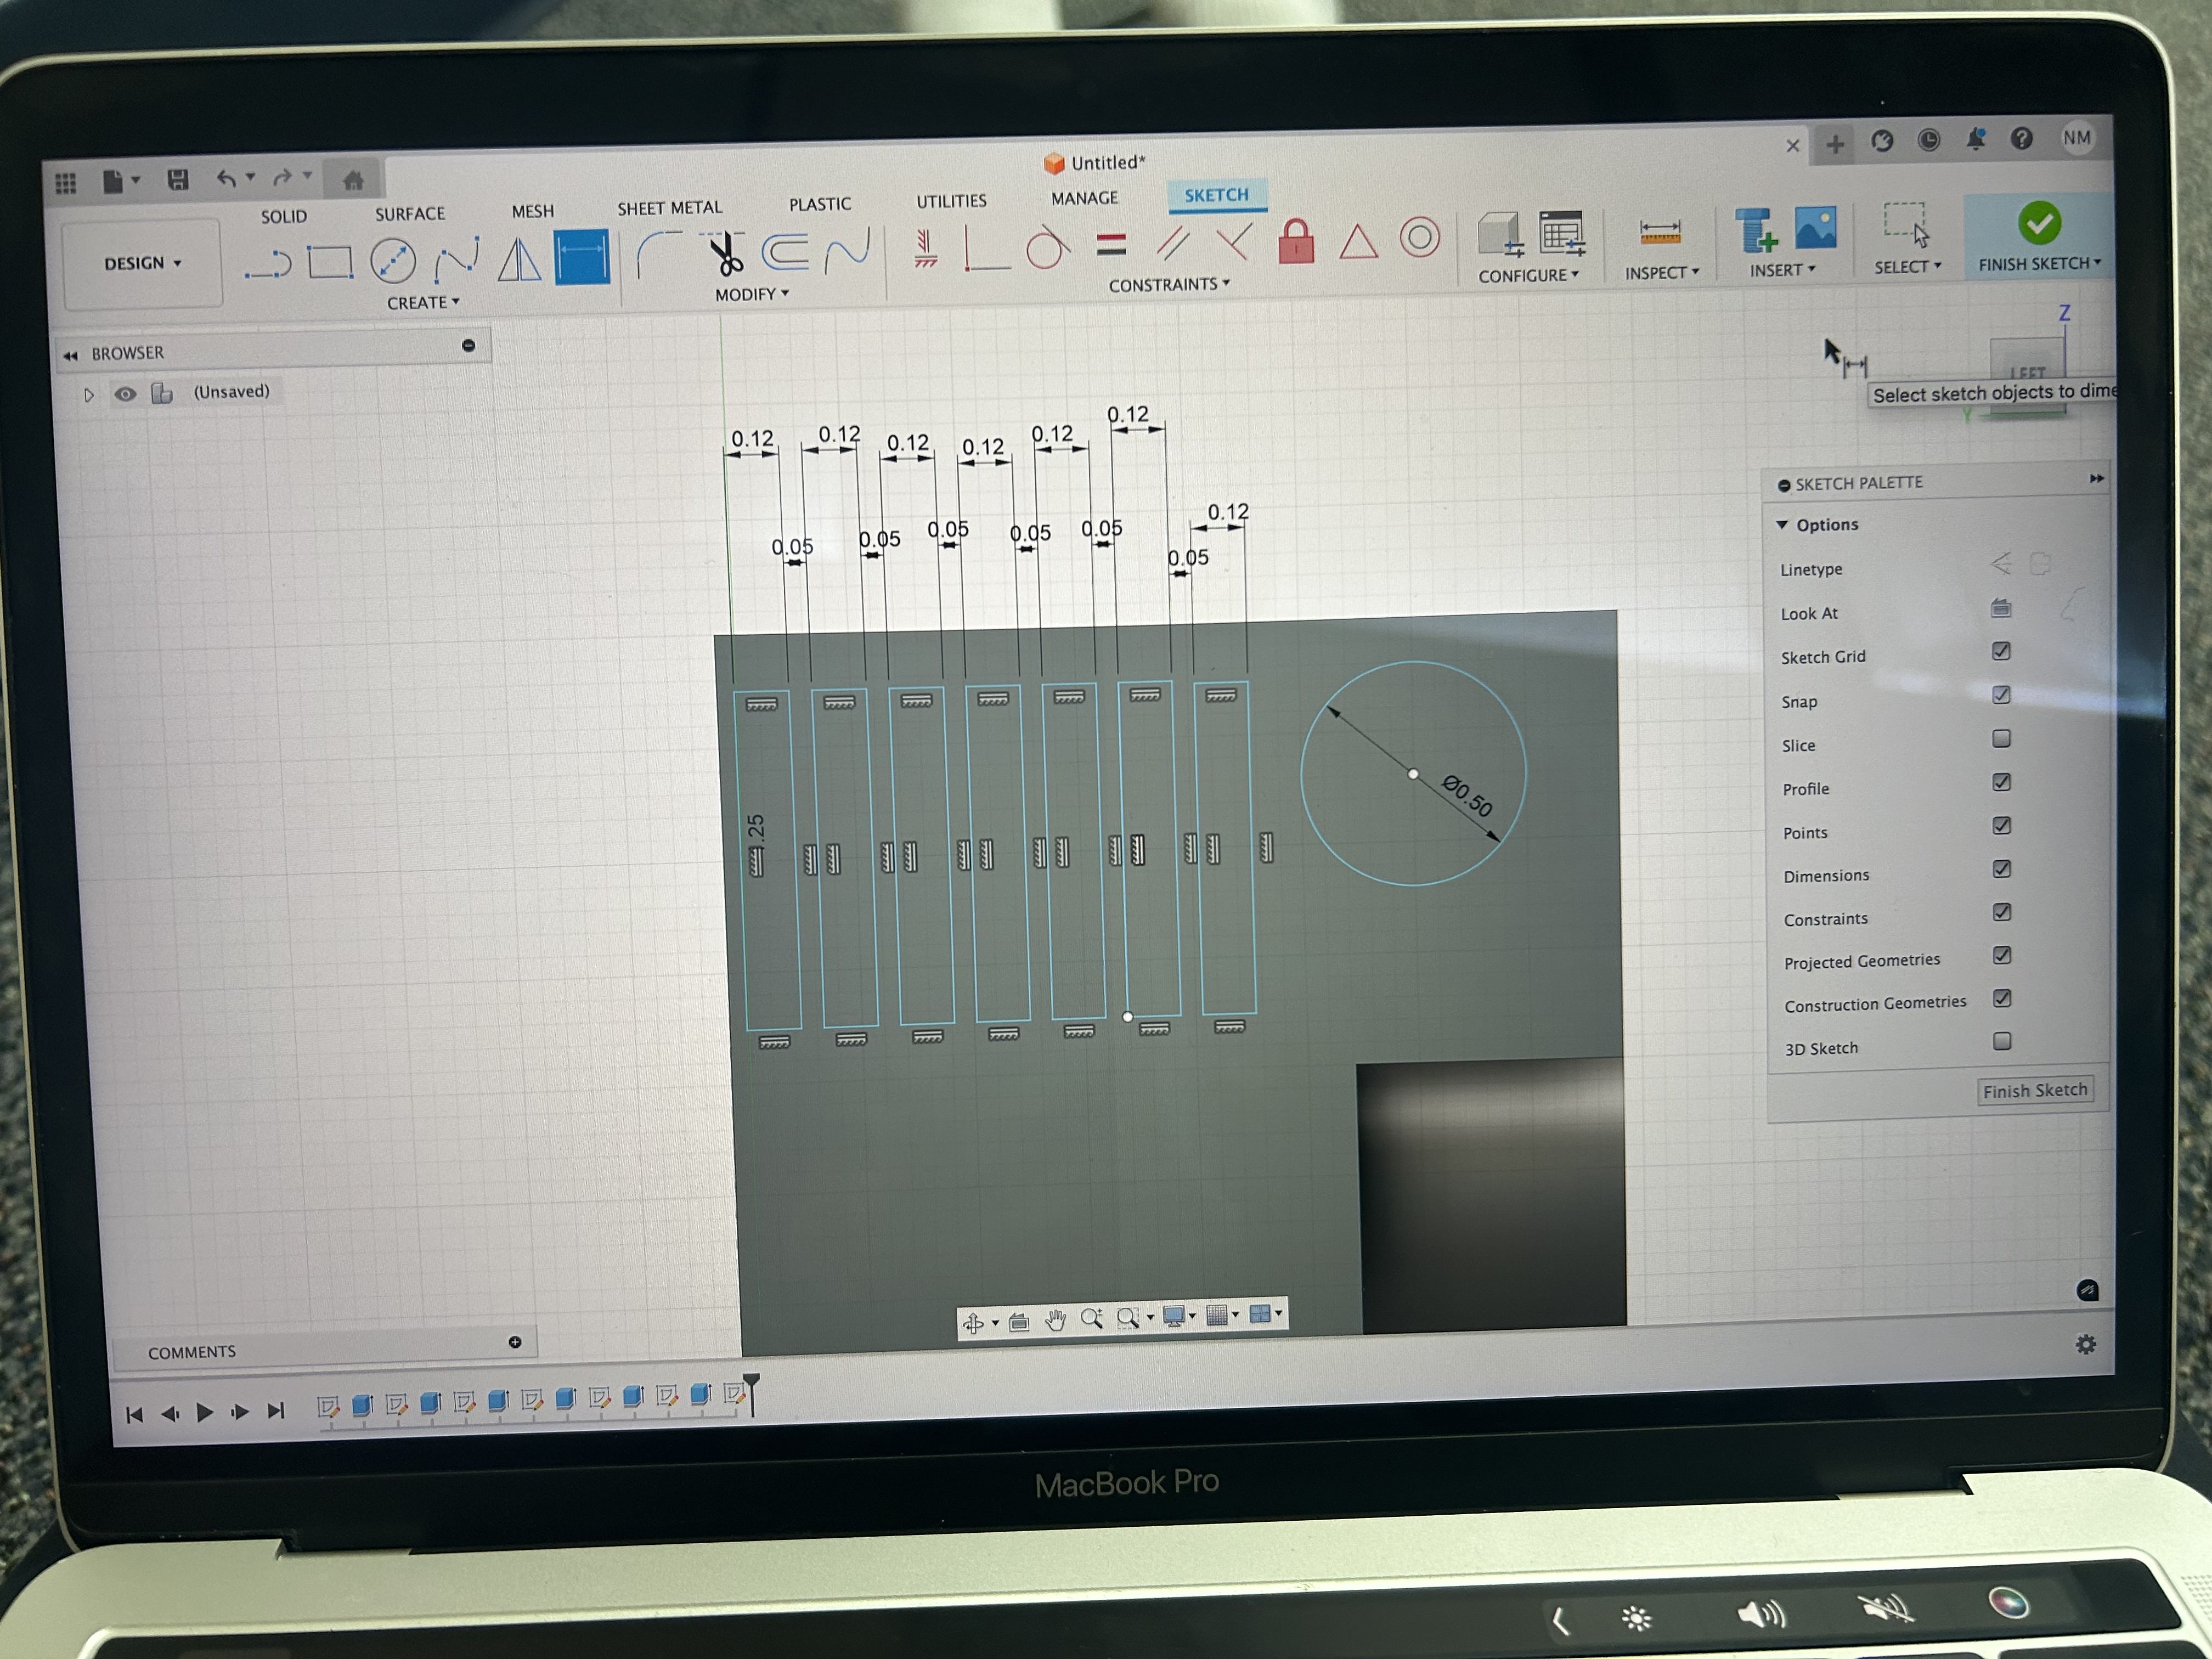 Untitled*
NM
SOLID
SURFACE
MESH
SHEET METAL
PLASTIC
UTILITIES
MANAGE
SKETCH
DESIGN
CREATE
MODIFY
CONSTRAINTS
CONFIGURE
INSPECT
INSERT
SELECT
FINISH SKETCH
BROWSER
(Unsaved)
Z
LEFT
Y
Select sketch objects to dime
0.12
0.12
0.12
0.12
0.12
0.12
0.12
0.05
0.05
0.05
0.05
0.05
0.05
.25
Ø0.50
SKETCH PALETTE
Options
Linetype
Look At
Sketch Grid
Snap
Slice
Profile
Points
Dimensions
Constraints
Projected Geometries
Construction Geometries
3D Sketch
Finish Sketch
COMMENTS
MacBook Pro